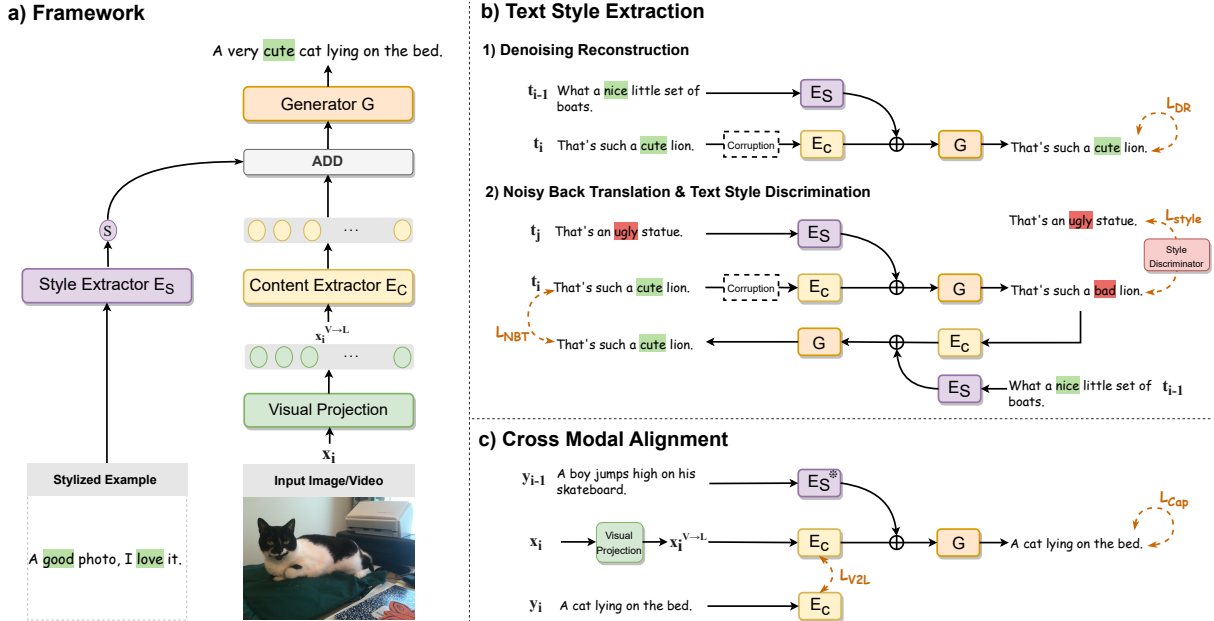 a) Framework
A very cute cat lying on the bed.
Generator G
ADD
S
...
Style Extractor E_S
Content Extractor E_C
x_i^{V→L}
...
Visual Projection
x_i
Stylized Example
Input Image/Video
A good photo, I love it.
b) Text Style Extraction
1) Denoising Reconstruction
t_{i-1} What a nice little set of
boats.
E_S
L_DR
t_i That's such a cute lion.
Corruption
E_c
G
That's such a cute lion.
2) Noisy Back Translation & Text Style Discrimination
t_j That's an ugly statue.
E_S
That's an ugly statue.
L_style
Style
Discriminator
t_i That's such a cute lion.
Corruption
E_c
G
That's such a bad lion.
L_NBT
That's such a cute lion.
G
E_c
E_S
What a nice little set of
boats.
t_{i-1}
c) Cross Modal Alignment
y_{i-1} A boy jumps high on his
skateboard.
E_S
L_Cap
x_i
Visual
Projection
x_i^{V→L}
E_c
G
A cat lying on the bed.
L_V2L
y_i A cat lying on the bed.
E_c